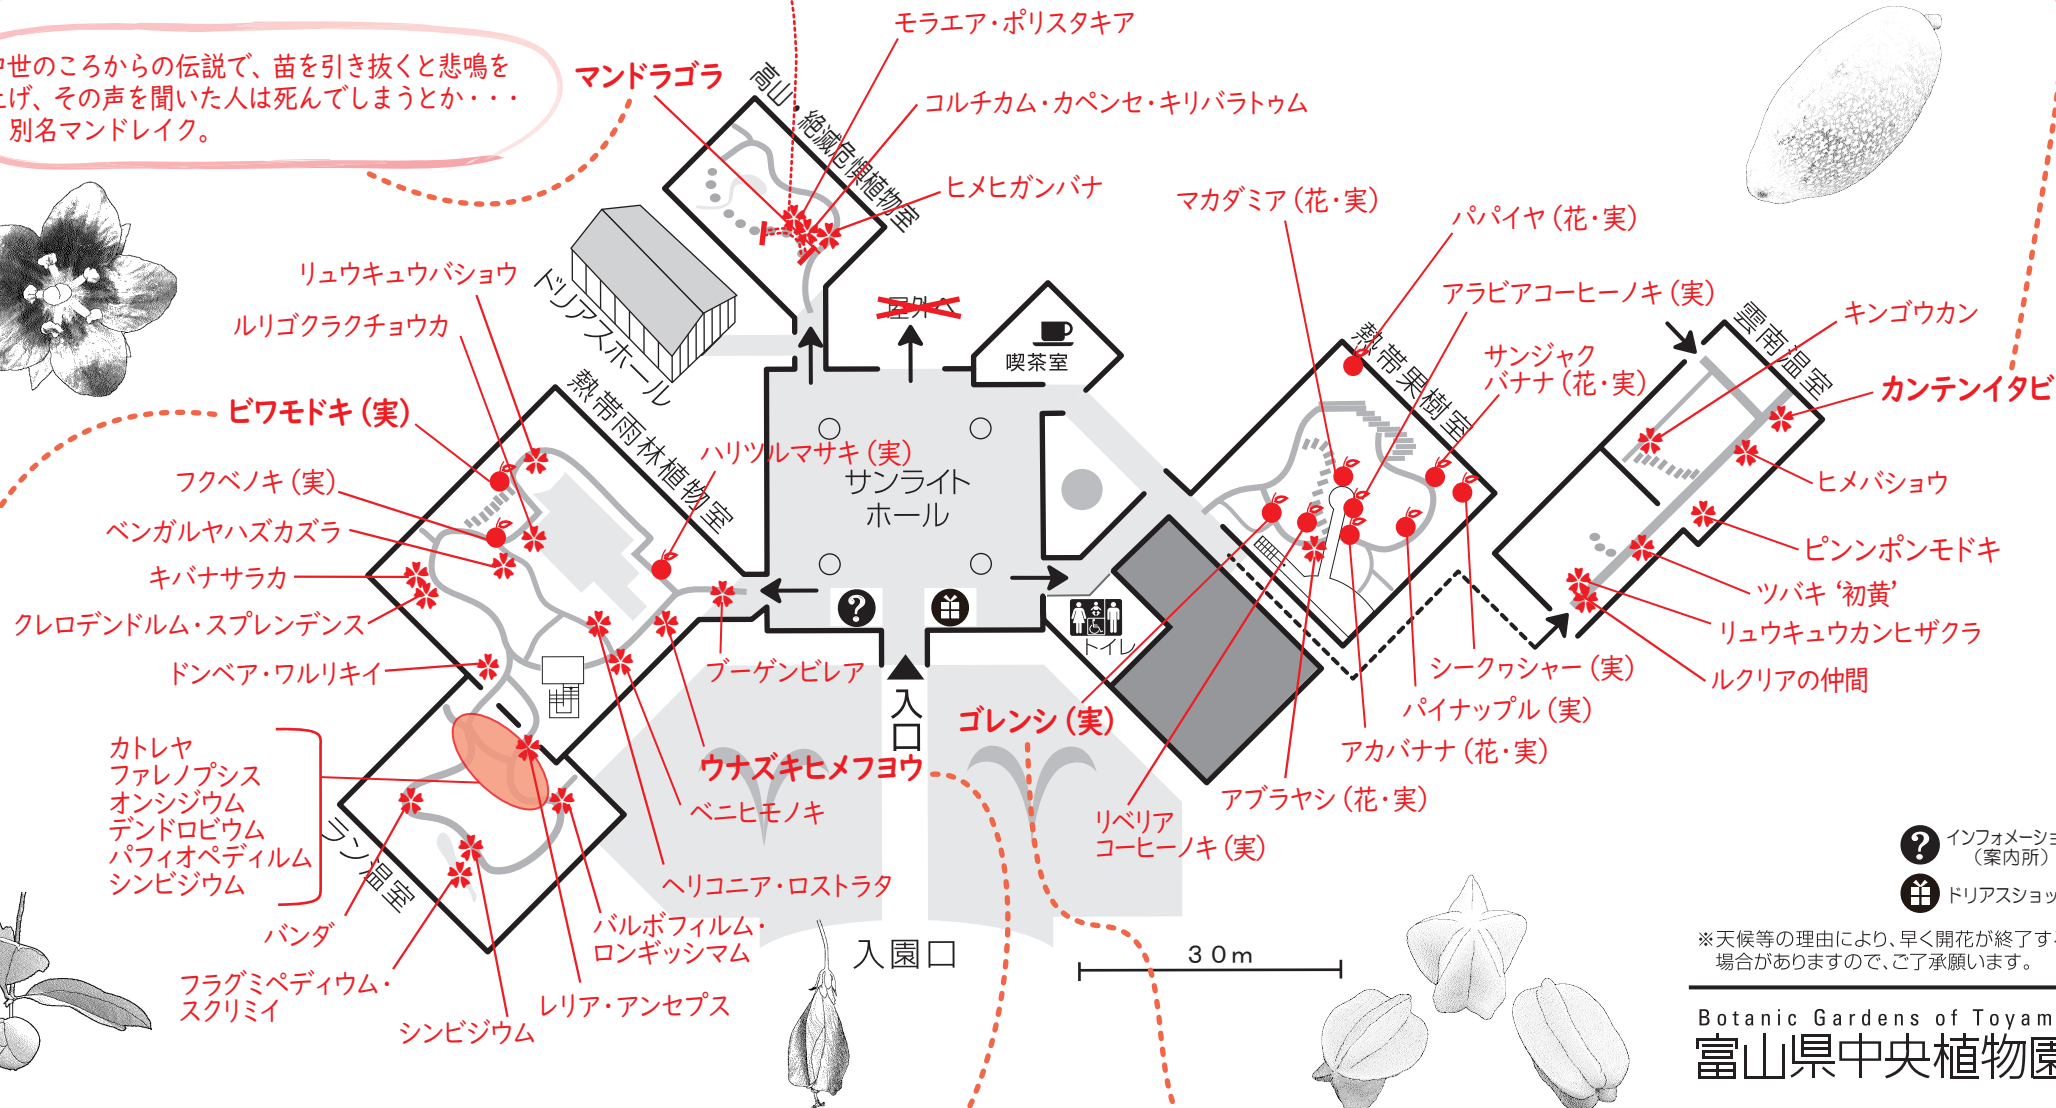 中世のころからの伝説で、苗を引き抜くと悲鳴を
上げ、その声を聞いた人は死んでしまうとか・・・
別名マンドレイク。
マンドラゴラ
モラエア・ポリスタキア
コルチカム・カペンセ・キリバラトゥム
ヒメヒガンバナ
高山・絶滅危惧植物室
ドリアスホール
屋外へ
喫茶室
リュウキュウバショウ
ルリゴクラクチョウカ
ビワモドキ（実）
フクベノキ（実）
ベンガルヤハズカズラ
キバナサラカ
クレロデンドルム・スプレンデンス
ドンベア・ワルリキイ
熱帯雨林植物室
ハリツルマサキ（実）
サンライト
ホール
ブーゲンビレア
ウナズキヒメフヨウ
ベニヒモノキ
ヘリコニア・ロストラタ
カトレヤ
ファレノプシス
オンシジウム
デンドロビウム
パフィオペディルム
シンビジウム
ラン温室
バンダ
フラグミペディウム・
スクリミイ
シンビジウム
レリア・アンセプス
バルボフィルム・
ロンギッシマム
入口
入園口
トイレ
マカダミア（花・実）
パパイヤ（花・実）
アラビアコーヒーノキ（実）
サンジャク
バナナ（花・実）
熱帯果樹室
ゴレンシ（実）
リベリア
コーヒーノキ（実）
アブラヤシ（花・実）
アカバナナ（花・実）
パイナップル（実）
シークヮシャー（実）
雲南温室
キンゴウカン
カンテンイタビ
ヒメバショウ
ピンンポンモドキ
ツバキ‘初黄’
リュウキュウカンヒザクラ
ルクリアの仲間
30m
?
?
インフォメーショ
（案内所）
ドリアスショッ
※天候等の理由により、早く開花が終了する
場合がありますので、ご了承願います。
Botanic Gardens of Toyam
富山県中央植物園